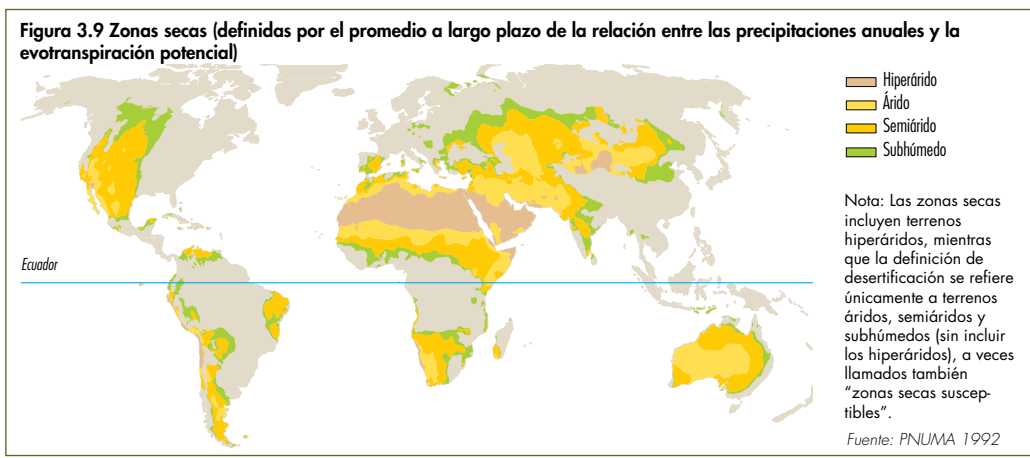 Figura 3.9 Zonas secas (definidas por el promedio a largo plazo de la relación entre las precipitaciones anuales y la
evotranspiración potencial)
Hiperárido
Árido
Semiárido
Subhúmedo
Ecuador
Nota: Las zonas secas
incluyen terrenos
hiperáridos, mientras
que la definición de
desertificación se refiere
únicamente a terrenos
áridos, semiáridos y
subhúmedos (sin incluir
los hiperáridos), a veces
llamados también
“zonas secas suscep-
tibles”.
Fuente: PNUMA 1992